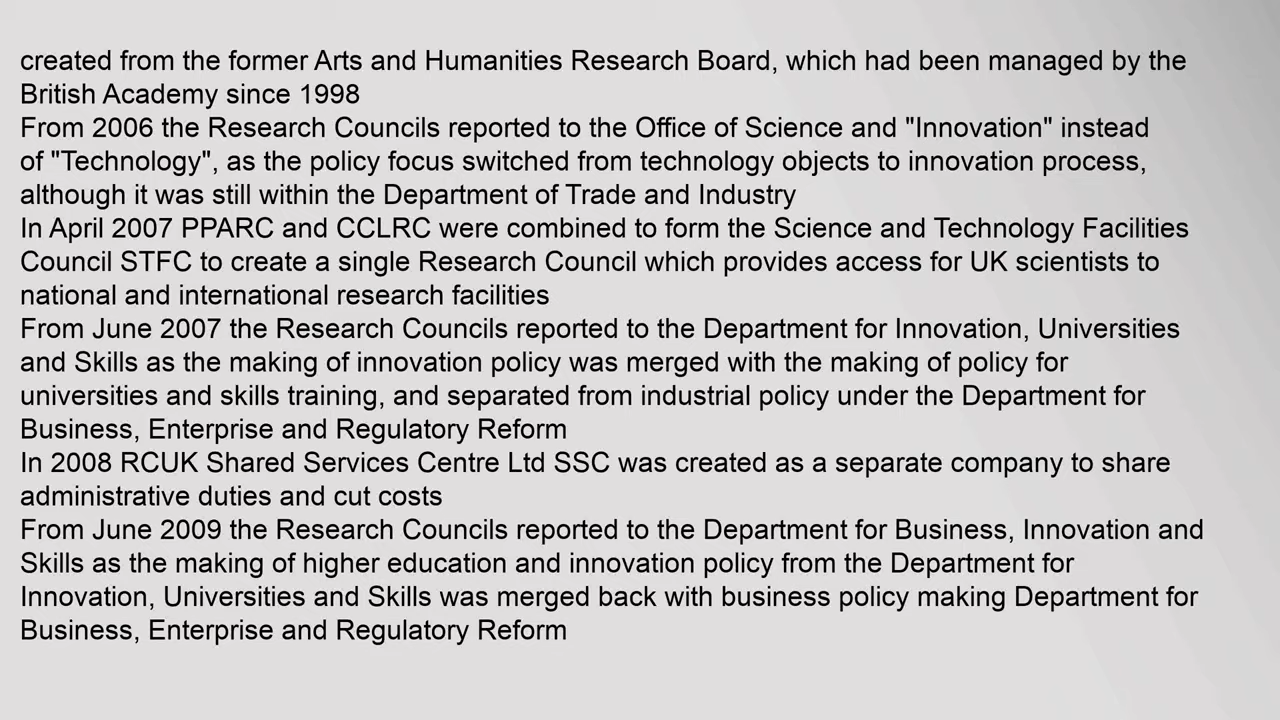 created from the former Arts and Humanities Research Board, which had been managed by the
British Academy since 1998
From 2006 the Research Councils reported to the Office of Science and "Innovation" instead
of "Technology", as the policy focus switched from technology objects to innovation process,
although it was still within the Department of Trade and Industry
In April 2007 PPARC and CCLRC were combined to form the Science and Technology Facilities
Council STFC to create a single Research Council which provides access for UK scientists to
national and international research facilities
From June 2007 the Research Councils reported to the Department for Innovation, Universities
and Skills as the making of innovation policy was merged with the making of policy for
universities and skills training, and separated from industrial policy under the Department for
Business, Enterprise and Regulatory Reform
In 2008 RCUK Shared Services Centre Ltd SSC was created as a separate company to share
administrative duties and cut costs
From June 2009 the Research Councils reported to the Department for Business, Innovation and
Skills as the making of higher education and innovation policy from the Department for
Innovation, Universities and Skills was merged back with business policy making Department for
Business, Enterprise and Regulatory Reform